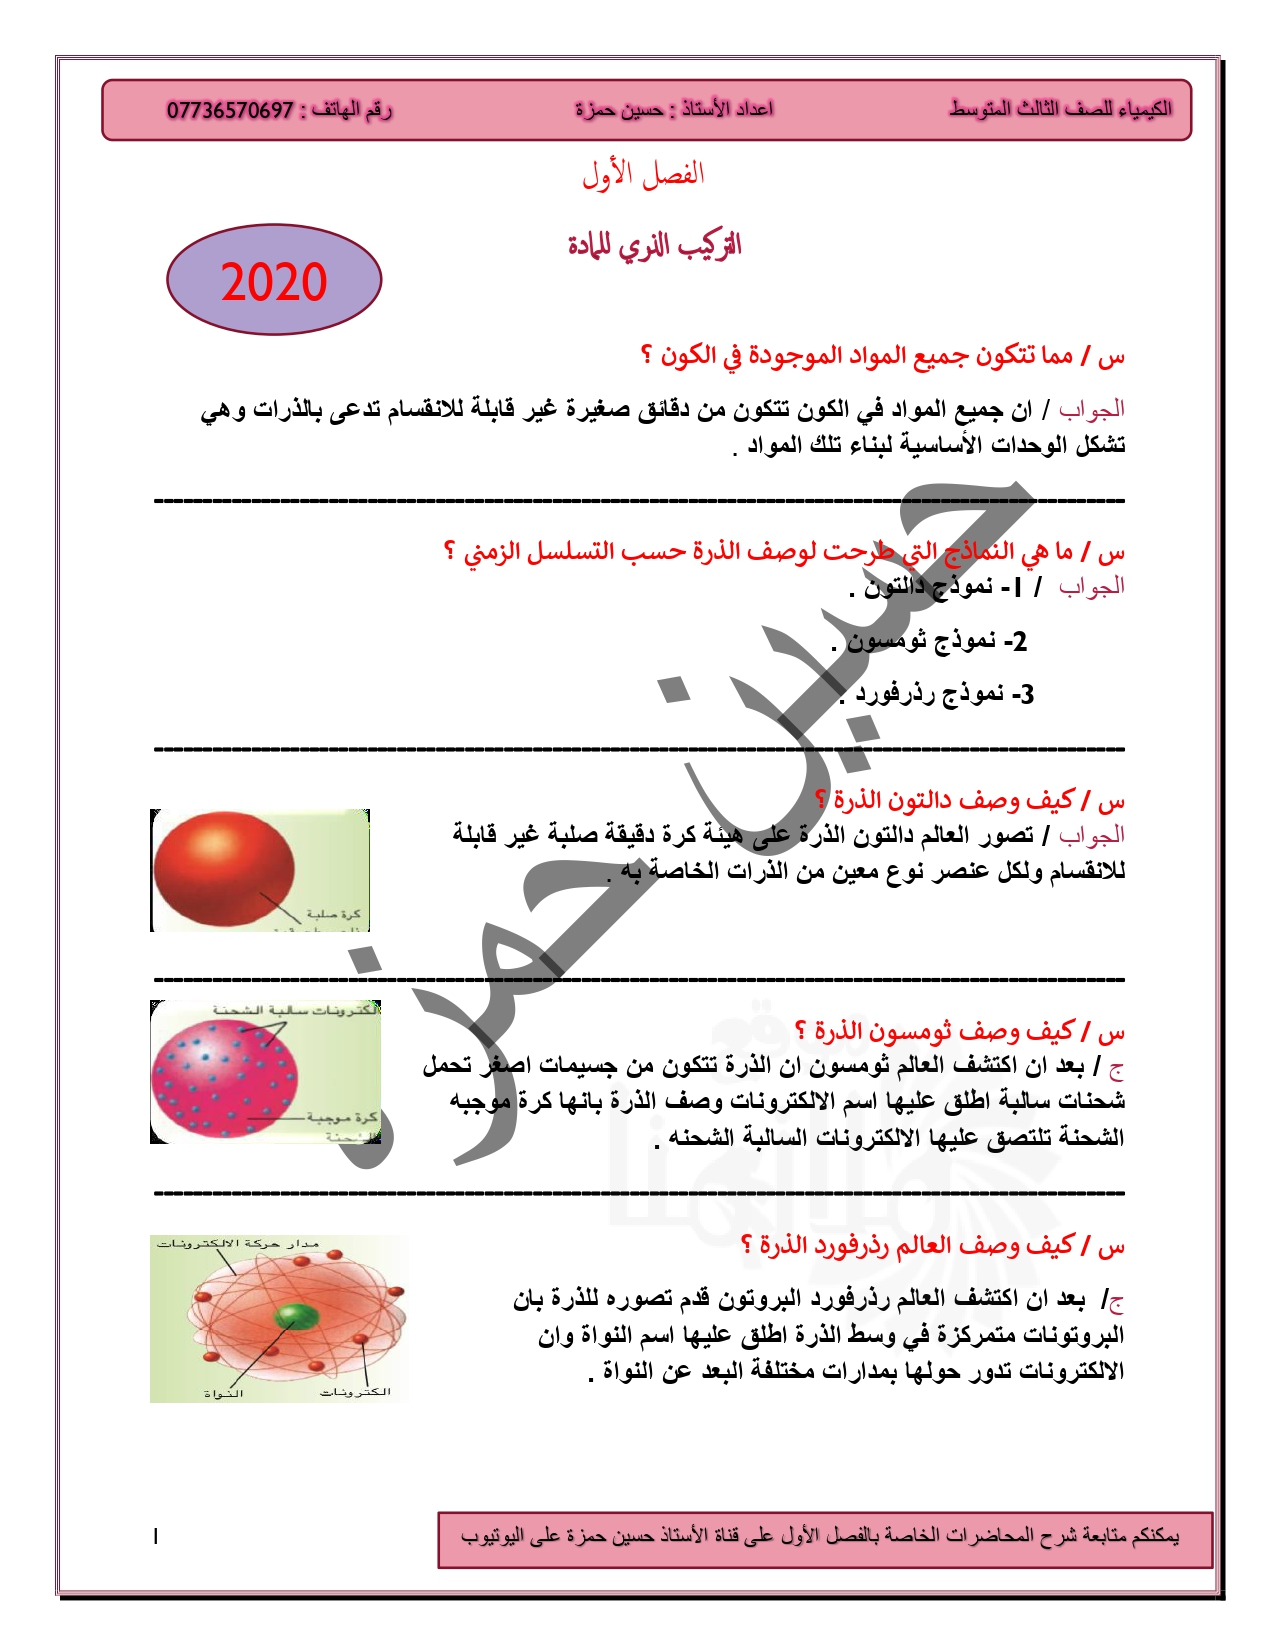 الكيمياء للصف الثالث المتوسط اعداد الأستاذ : حسين حمزة رقم الهاتف : 07736570697
الفصل الأول
التركيب الذري للمادة
2020
س / مما تتكون جميع المواد الموجودة في الكون ؟
الجواب / ان جميع المواد في الكون تتكون من دقائق صغيرة غير قابلة للانقسام تدعى بالذرات وهي
تشكل الوحدات الأساسية لبناء تلك المواد .
س / ما هي النماذج التي طرحت لوصف الذرة حسب التسلسل الزمني ؟
الجواب / 1- نموذج دالتون .
2- نموذج ثومسون .
3- نموذج رذرفورد .
س / كيف وصف دالتون الذرة ؟
الجواب / تصور العالم دالتون الذرة على هيئة كرة دقيقة صلبة غير قابلة
للانقسام ولكل عنصر نوع معين من الذرات الخاصة به .
كرة صلبة
س / كيف وصف ثومسون الذرة ؟
ج / بعد ان اكتشف العالم ثومسون ان الذرة تتكون من جسيمات اصغر تحمل
شحنات سالبة اطلق عليها اسم الالكترونات وصف الذرة بانها كرة موجبه
الشحنة تلتصق عليها الالكترونات السالبة الشحنه .
لكترونات سالبة الشحنة
كرة موجبة
الشحنة
س / كيف وصف العالم رذرفورد الذرة ؟
ج/ بعد ان اكتشف العالم رذرفورد البروتون قدم تصوره للذرة بان
البروتونات متمركزة في وسط الذرة اطلق عليها اسم النواة وان
الالكترونات تدور حولها بمدارات مختلفة البعد عن النواة .
مدار حركة الالكترونات
الكترونات
النواة
حسين حمزه
يمكنكم متابعة شرح المحاضرات الخاصة بالفصل الأول على قناة الأستاذ حسين حمزة على اليوتيوب
1